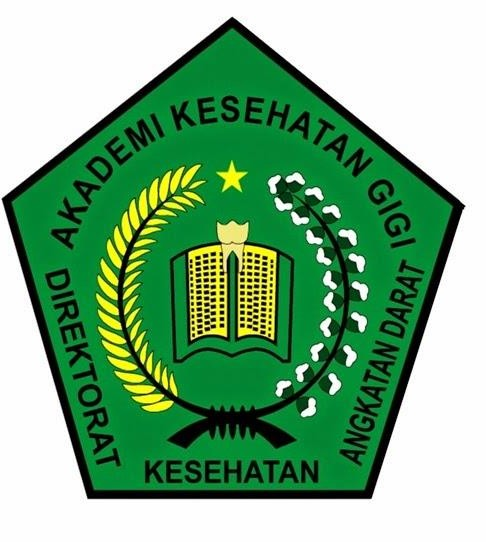 AKADEMI KESEHATAN GIGI
DIREKTORAT
KESEHATAN
ANGKATAN DARAT